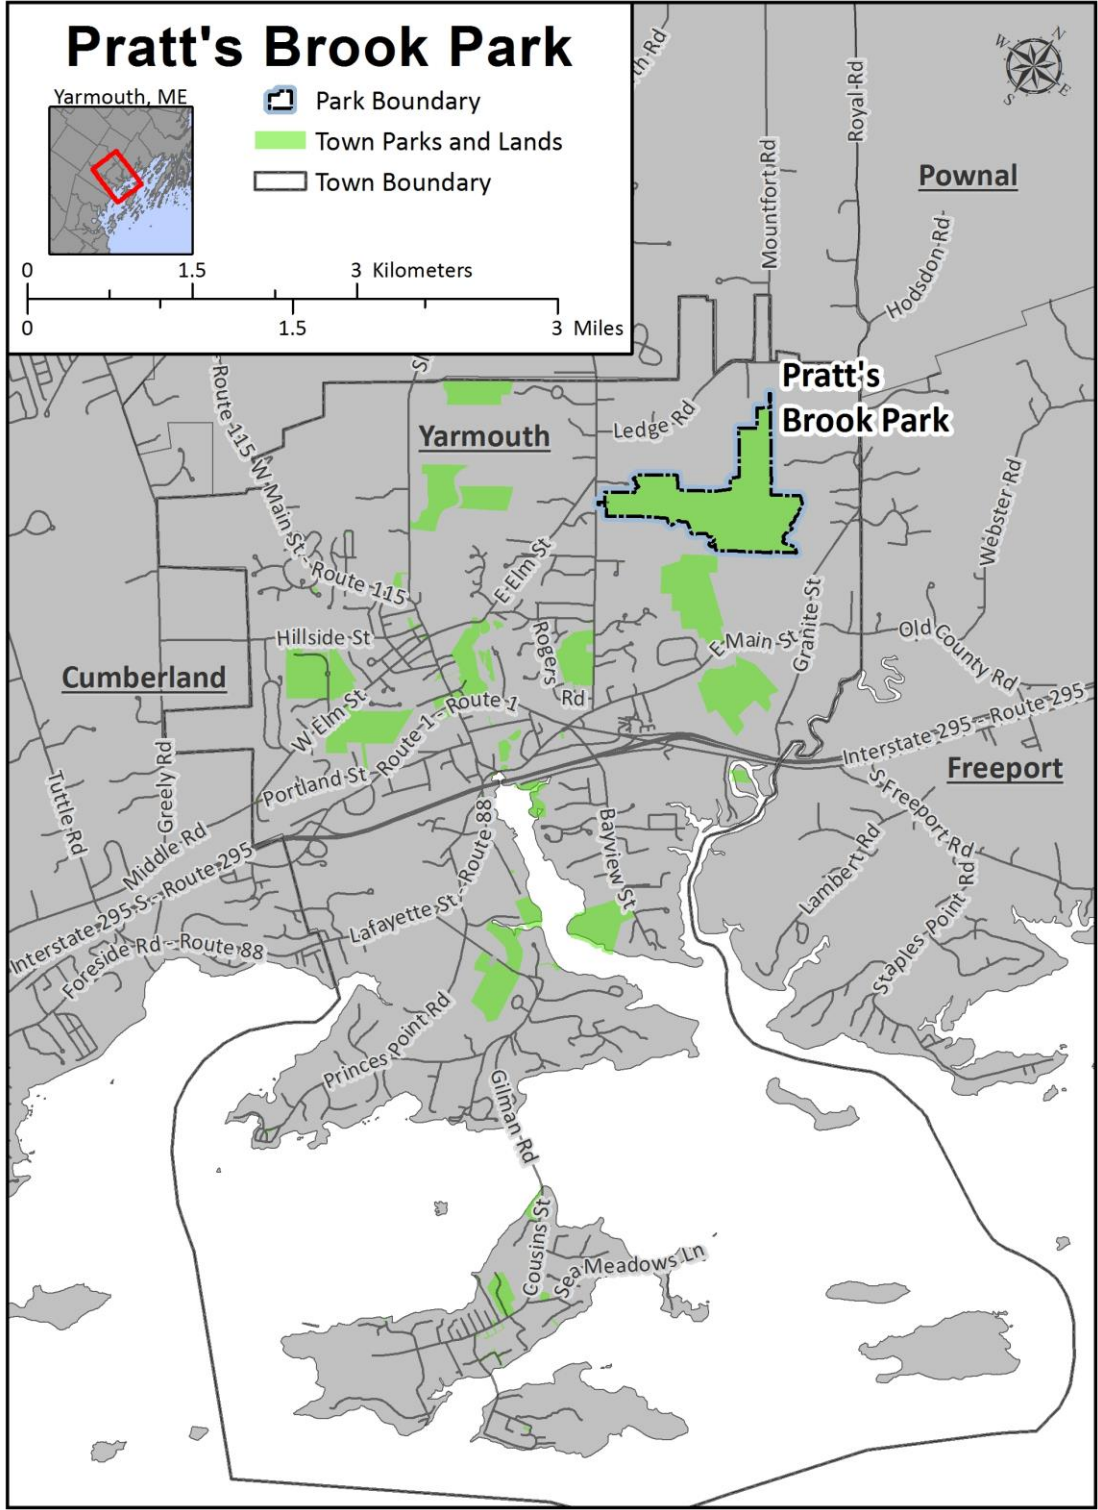 Pratt's Brook Park
Yarmouth, ME
Park Boundary
Town Parks and Lands
Town Boundary
0 1.5 3 Kilometers
0 1.5 3 Miles
N
W
E
S
th Rd
Mountfort Rd
Royal Rd
Pownal
Hodsdon Rd
Pratt's
Brook Park
Ledge Rd
Yarmouth
Route 115
W Main St - Route 115
E Elm St
Webster Rd
Granite St
Hillside St
Rogers
Rd
E Main St
Old County Rd
Cumberland
W Elm St
Route 1 - Route 1
Interstate 295 - Route 295
Freeport
Portland St
Greely Rd
Tuttle Rd
Middle Rd
Interstate 295 S - Route 295
Foreside Rd - Route 88
Lafayette St - Route 88
Bayview St
S Freeport Rd
Lambert Rd
Staples Point Rd
Princes Point Rd
Gilman Rd
Cousins St
Sea Meadows Ln